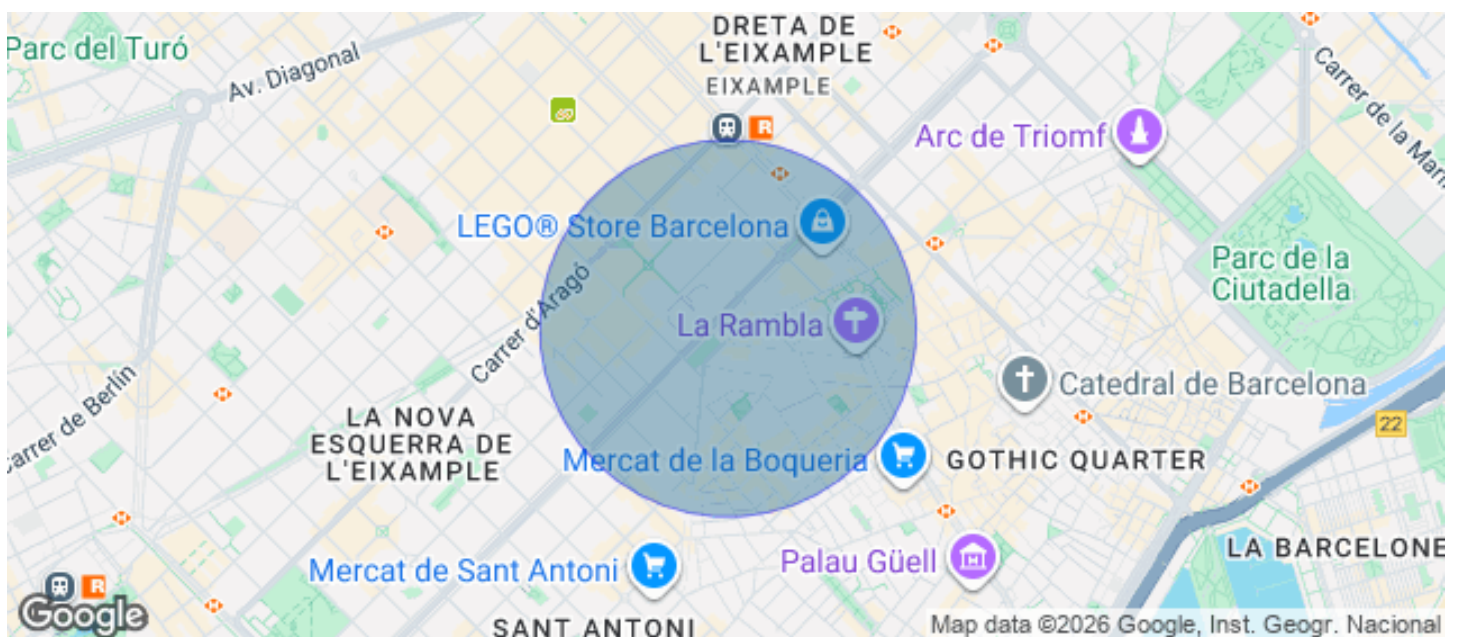 DRETA DE
L'EIXAMPLE
EIXAMPLE
Parc del Turó
Av. Diagonal
Carrer de la Mari
R
Arc de Triomf
LEGO® Store Barcelona
Parc de la
Ciutadella
Carrer d'Aragó
La Rambla
Catedral de Barcelona
Carrer de Berlín
22
LA NOVA
ESQUERRA DE
L'EIXAMPLE
Mercat de la Boqueria
GOTHIC QUARTER
LA BARCELONE
Mercat de Sant Antoni
Palau Güell
R
Google
SANT ANTONI
Map data ©2026 Google, Inst. Geogr. Nacional